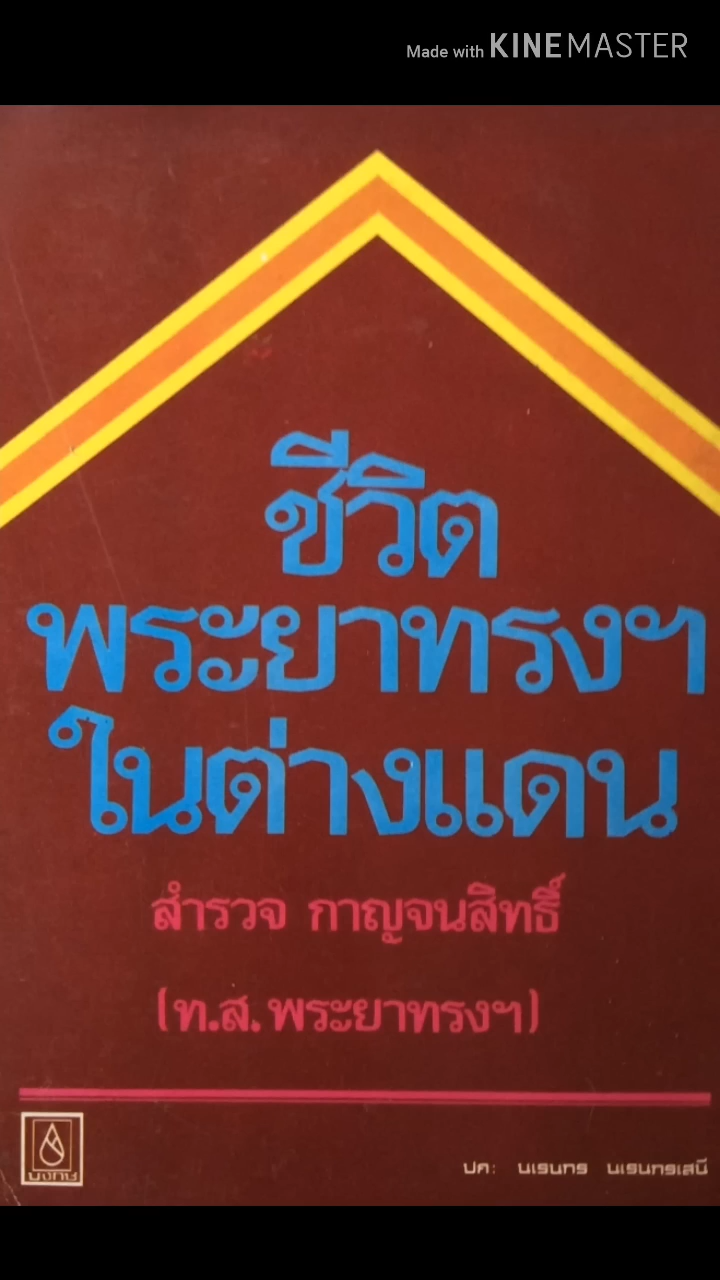 Made with KINEMASTER
ชีวิต
พระยาทรงฯ
ในต่างแดน
สำรวจ กาญจนสิทธิ์
(ท.ส.พระยาทรงฯ)
ปค: นเรนทร นเรนทรเสนี